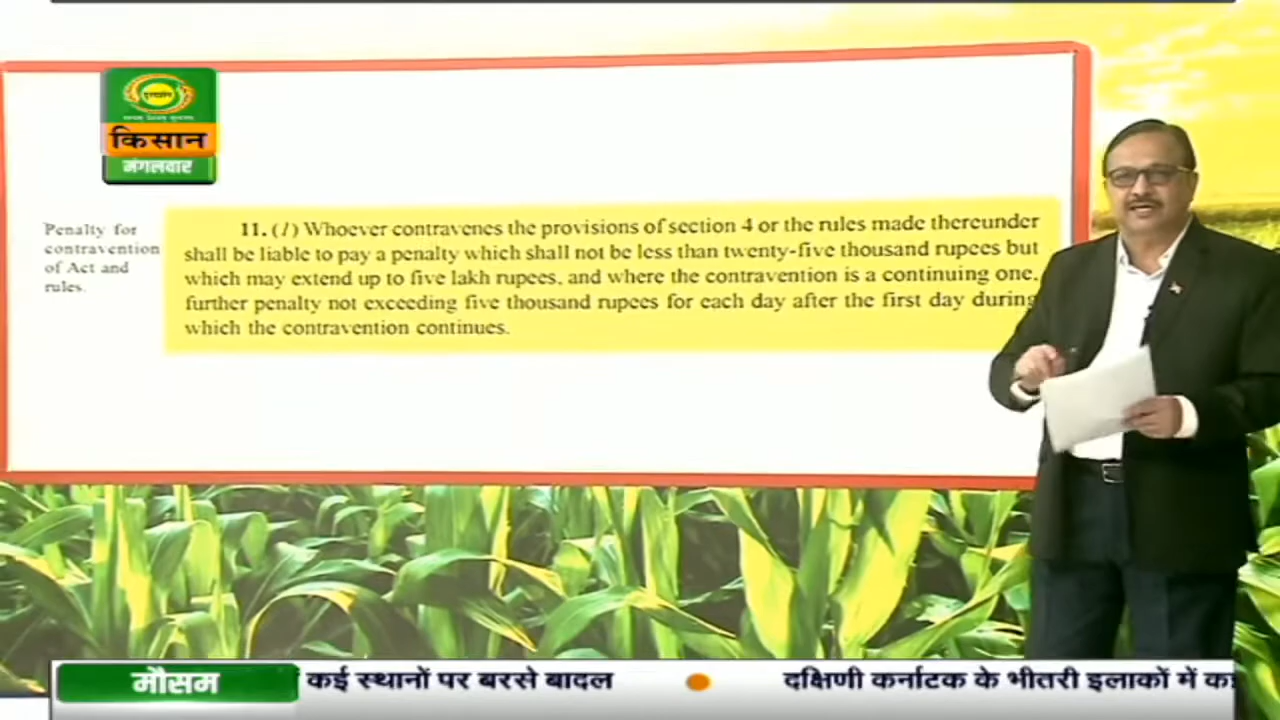 दूरदर्शन
किसान
मंगलवार
Penalty for
contravention
of Act and
rules.
11. (1) Whoever contravenes the provisions of section 4 or the rules made thereunder
shall be liable to pay a penalty which shall not be less than twenty-five thousand rupees but
which may extend up to five lakh rupees, and where the contravention is a continuing one,
further penalty not exceeding five thousand rupees for each day after the first day during
which the contravention continues.
मौसम
कई स्थानों पर बरसे बादल
दक्षिणी कर्नाटक के भीतरी इलाकों में